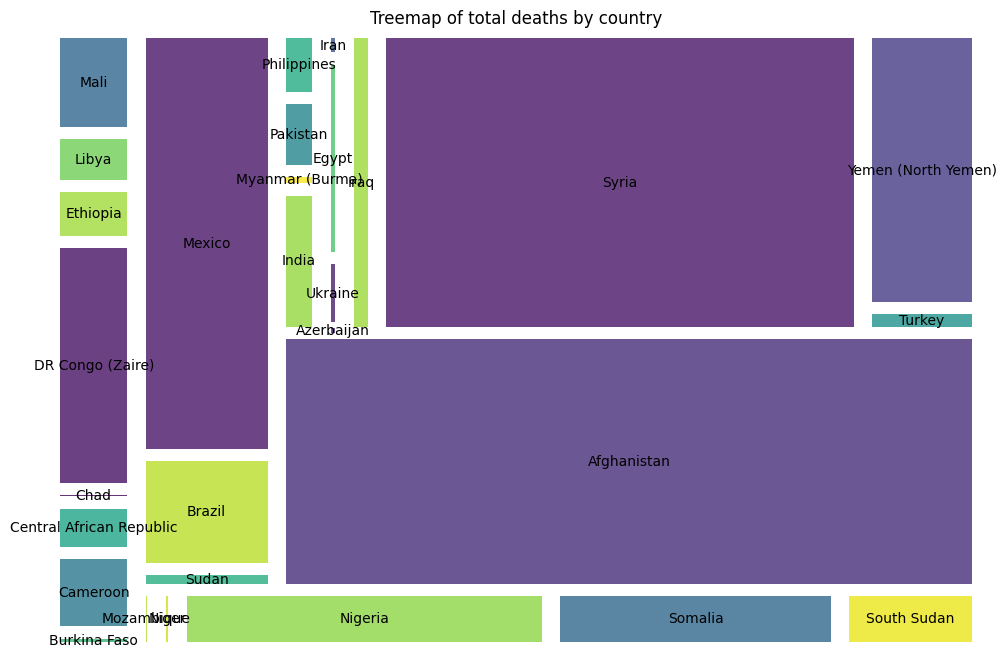 Treemap of total deaths by country
Mali
Libya
Ethiopia
DR Congo (Zaire)
Chad
Central African Republic
Cameroon
Burkina Faso
Mexico
Brazil
Sudan
Mozambique
Niger
Nigeria
Somalia
South Sudan
Philippines
Pakistan
Myanmar (Burma)
India
Iran
Egypt
Ukraine
Azerbaijan
Iraq
Syria
Yemen (North Yemen)
Turkey
Afghanistan